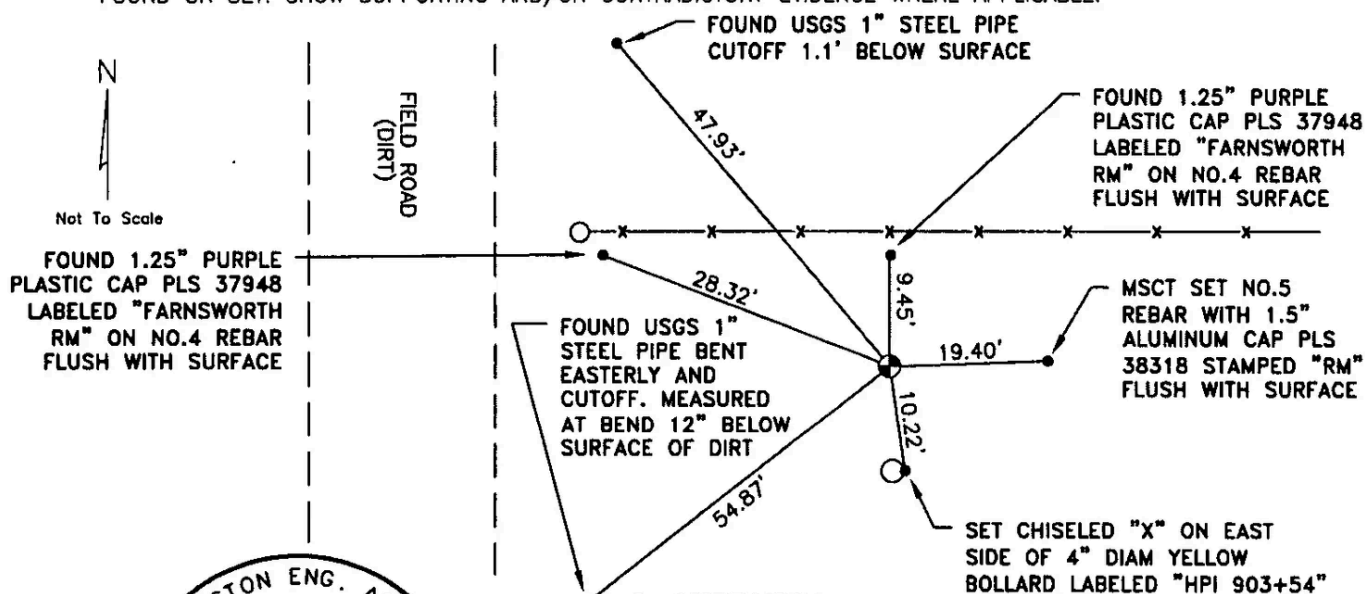 FOUND OR SET. SHOW SUPPORTING AND/OR CONTRADICTORY EVIDENCE WHERE APPLICABLE.
FOUND USGS 1" STEEL PIPE
CUTOFF 1.1' BELOW SURFACE
N
Not To Scale
FIELD ROAD
(DIRT)
47.93'
FOUND 1.25" PURPLE
PLASTIC CAP PLS 37948
LABELED "FARNSWORTH
RM" ON NO.4 REBAR
FLUSH WITH SURFACE
FOUND 1.25" PURPLE
PLASTIC CAP PLS 37948
LABELED "FARNSWORTH
RM" ON NO.4 REBAR
FLUSH WITH SURFACE
28.32'
9.45'
19.40'
MSCT SET NO.5
REBAR WITH 1.5"
ALUMINUM CAP PLS
38318 STAMPED "RM"
FLUSH WITH SURFACE
FOUND USGS 1"
STEEL PIPE BENT
EASTERLY AND
CUTOFF. MEASURED
AT BEND 12" BELOW
SURFACE OF DIRT
10.22'
54.87'
SET CHISELED "X" ON EAST
SIDE OF 4" DIAM YELLOW
BOLLARD LABELED "HPI 903+54"
STON ENG.